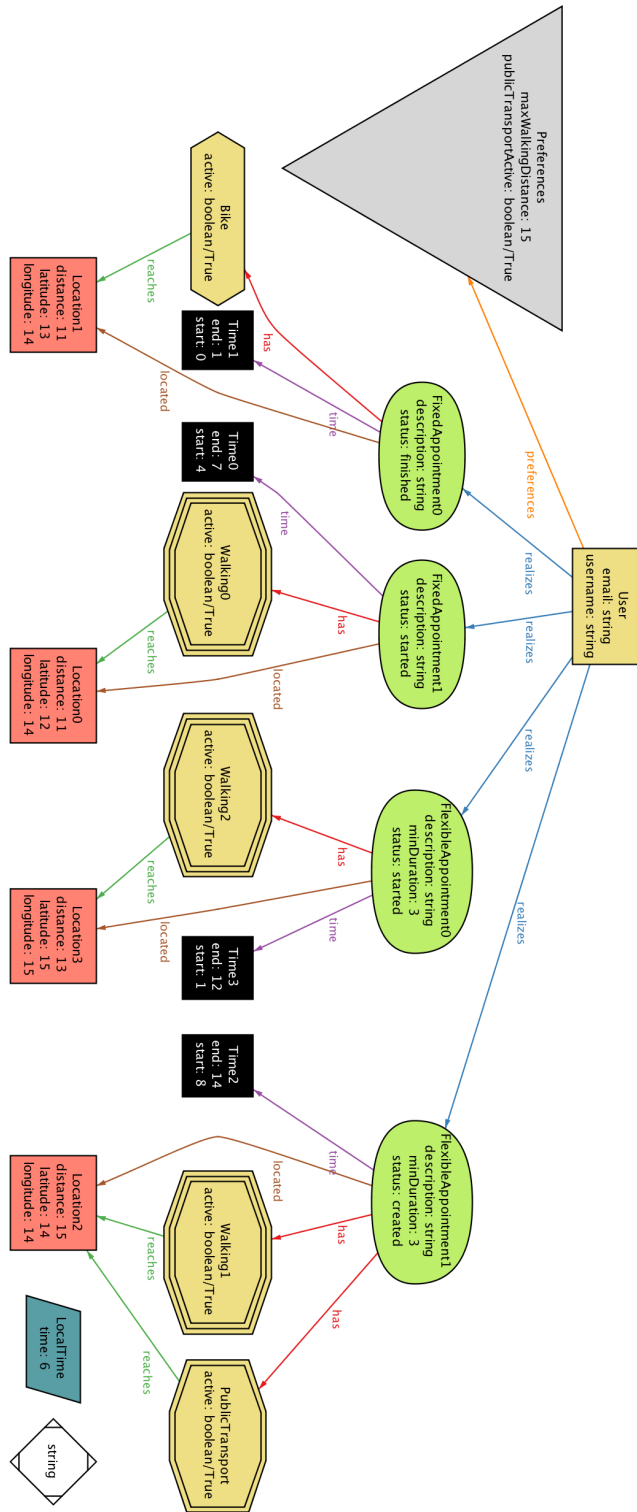 User
email: string
username: string
preferences
realizes
realizes
realizes
realizes
Preferences
maxWalkingDistance: 15
publicTransportActive: boolean/True
FixedAppointment0
description: string
status: finished
FixedAppointment1
description: string
status: started
FlexibleAppointment0
description: string
minDuration: 3
status: started
FlexibleAppointment1
description: string
minDuration: 3
status: created
has
time
located
time
has
located
has
located
time
time
located
has
has
Bike
active: boolean/True
Time1
end: 1
start: 0
Time0
end: 7
start: 4
Walking0
active: boolean/True
Walking2
active: boolean/True
Time3
end: 12
start: 1
Time2
end: 14
start: 8
Walking1
active: boolean/True
PublicTransport
active: boolean/True
reaches
reaches
reaches
reaches
reaches
Location1
distance: 11
latitude: 13
longitude: 14
Location0
distance: 11
latitude: 12
longitude: 14
Location3
distance: 13
latitude: 15
longitude: 15
Location2
distance: 15
latitude: 14
longitude: 14
LocalTime
time: 6
string